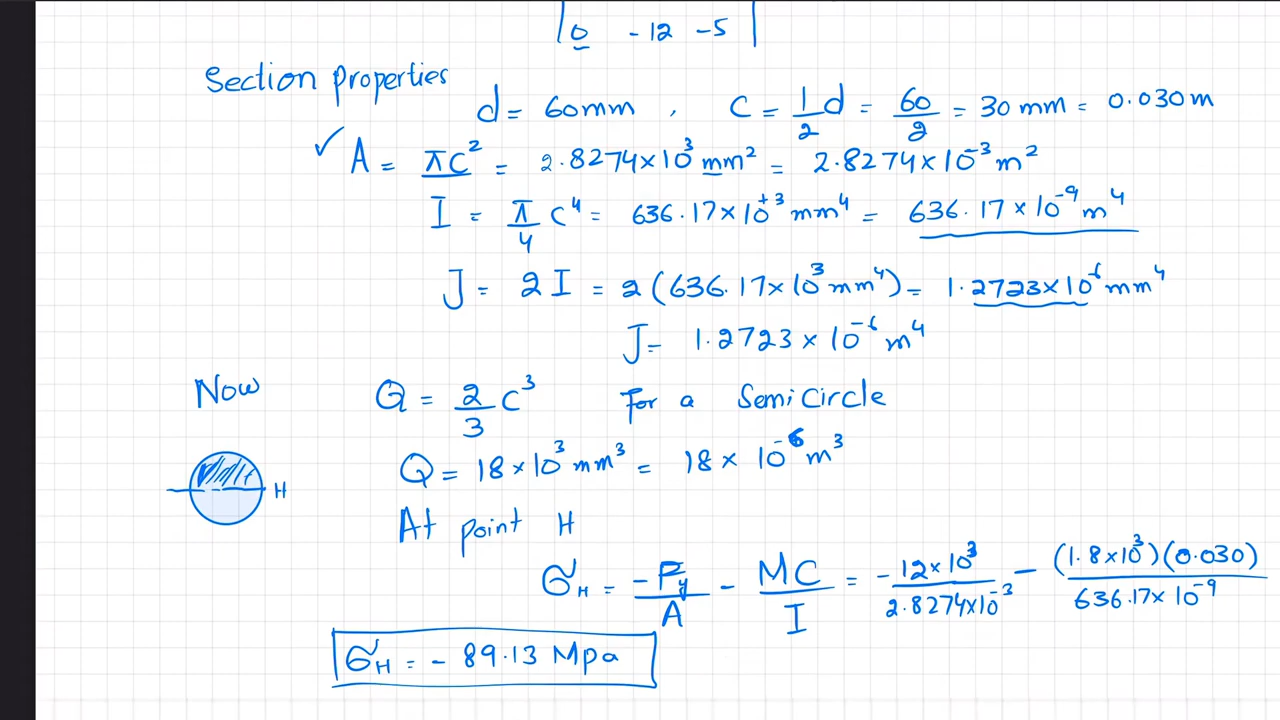 |0 -12 -5|
Section properties
d = 60mm , C = 1/2 d = 60/2 = 30 mm = 0.030 m
✓ A = πC² = 2.8274×10³ mm² = 2.8274×10⁻³ m²
I = π/4 C⁴ = 636.17×10⁺³ mm⁴ = 636.17×10⁻⁹ m⁴
J = 2I = 2(636.17×10³ mm⁴) = 1.2723×10⁻⁶ mm⁴
J = 1.2723×10⁻⁶ m⁴
Now Q = 2/3 C³ for a Semicircle
Q = 18×10³ mm³ = 18×10⁻⁶ m³
H
At point H
σH = -Fy/A - MC/I = -12×10³/2.8274×10⁻³ - (1.8×10³)(0.030)/636.17×10⁻⁹
σH = -89.13 Mpa